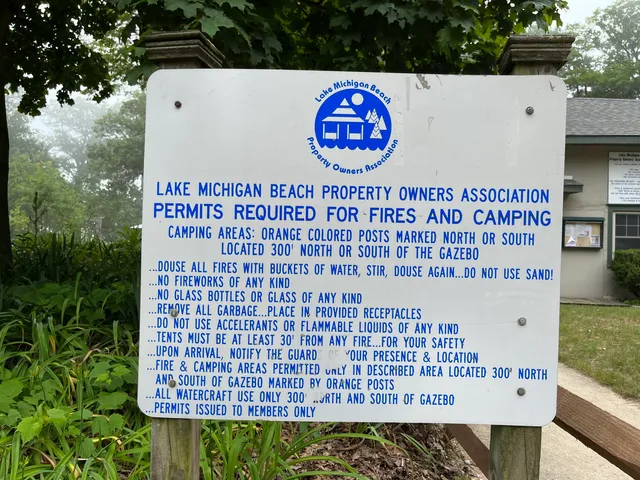 Lake Michigan Beach
Property Owners Association
LAKE MICHIGAN BEACH PROPERTY OWNERS ASSOCIATION
PERMITS REQUIRED FOR FIRES AND CAMPING
CAMPING AREAS: ORANGE COLORED POSTS MARKED NORTH OR SOUTH
LOCATED 300' NORTH OR SOUTH OF THE GAZEBO
...DOUSE ALL FIRES WITH BUCKETS OF WATER, STIR, DOUSE AGAIN...DO NOT USE SAND!
...NO FIREWORKS OF ANY KIND
...NO GLASS BOTTLES OR GLASS OF ANY KIND
...REMOVE ALL GARBAGE...PLACE IN PROVIDED RECEPTACLES
...DO NOT USE ACCELERANTS OR FLAMMABLE LIQUIDS OF ANY KIND
...TENTS MUST BE AT LEAST 30' FROM ANY FIRE...FOR YOUR SAFETY
...UPON ARRIVAL, NOTIFY THE GUARD YOUR PRESENCE & LOCATION
...FIRE & CAMPING AREAS PERMITTED ONLY IN DESCRIBED AREA LOCATED 300' NORTH
AND SOUTH OF GAZEBO MARKED BY ORANGE POSTS
...ALL WATERCRAFT USE ONLY 300' NORTH AND SOUTH OF GAZEBO
...PERMITS ISSUED TO MEMBERS ONLY